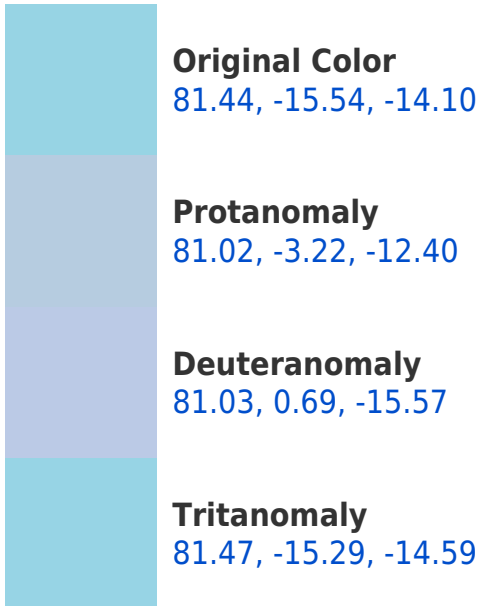 Original Color
81.44, -15.54, -14.10
Protanomaly
81.02, -3.22, -12.40
Deuteranomaly
81.03, 0.69, -15.57
Tritanomaly
81.47, -15.29, -14.59